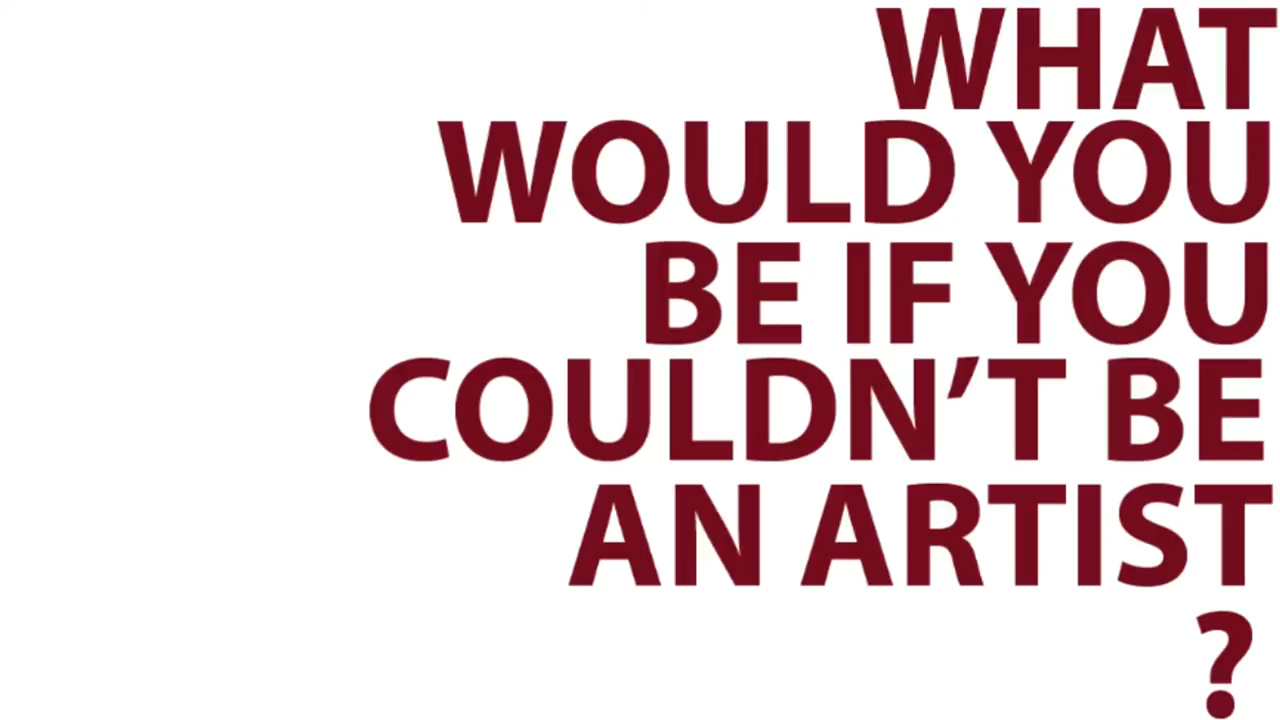 WHAT
WOULD YOU
BE IF YOU
COULDN’T BE
AN ARTIST
?